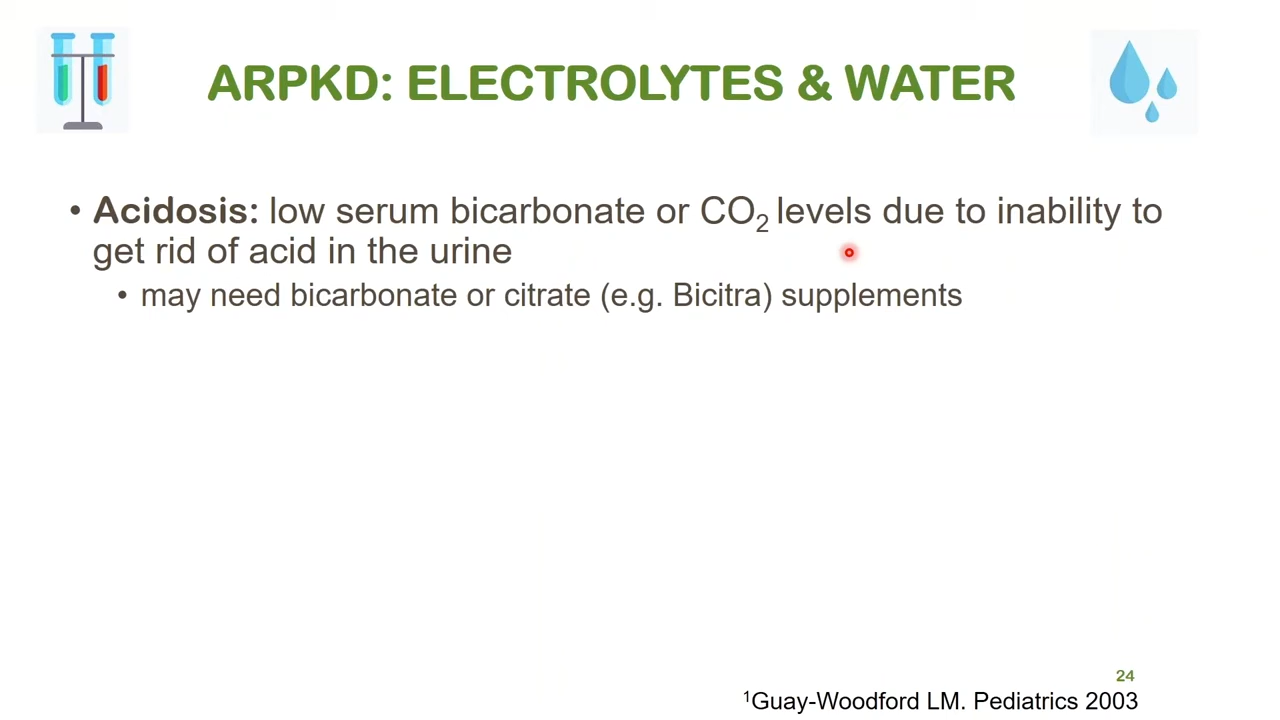 ARPKD: ELECTROLYTES & WATER
• Acidosis: low serum bicarbonate or CO₂ levels due to inability to
get rid of acid in the urine
• may need bicarbonate or citrate (e.g. Bicitra) supplements
24
¹Guay-Woodford LM. Pediatrics 2003